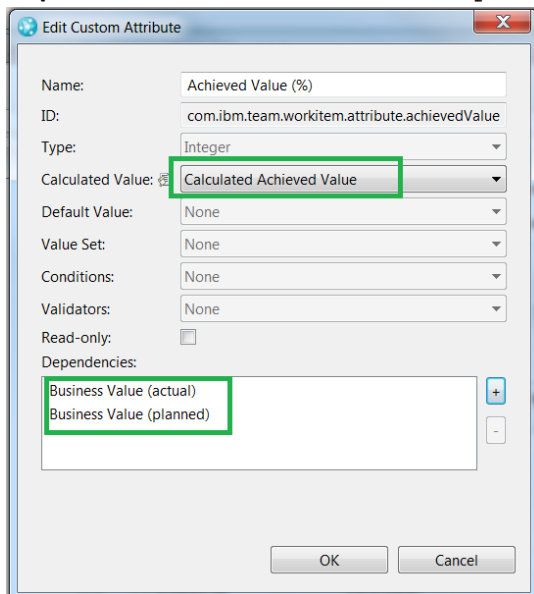 Edit Custom Attribute
Name: Achieved Value (%)
ID: com.ibm.team.workitem.attribute.achievedValue
Type: Integer
Calculated Value: Calculated Achieved Value
Default Value: None
Value Set: None
Conditions: None
Validators: None
Read-only:
Dependencies:
Business Value (actual)
Business Value (planned)
+
-
OK Cancel